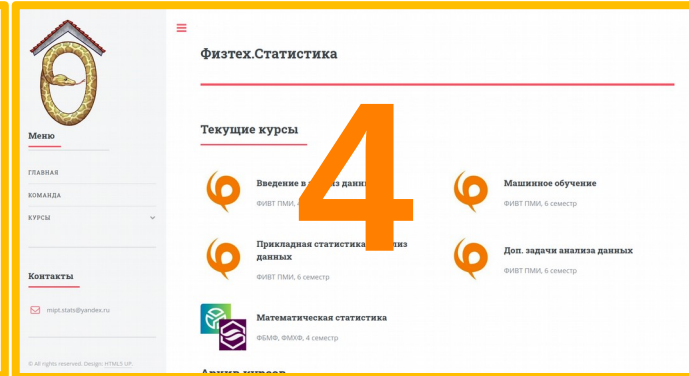 Меню
ГЛАВНАЯ
КОМАНДА
КУРСЫ
Контакты
mipt.stats@yandex.ru
© All rights reserved. Design: HTML5 UP.
Физтех.Статистика
Текущие курсы
4
Введение в
ФИВТ ПМИ,
Машинное обучение
ФИВТ ПМИ, 6 семестр
Прикладная статистика
данных
ФИВТ ПМИ, 6 семестр
Доп. задачи анализа данных
ФИВТ ПМИ, 6 семестр
Математическая статистика
ФБМФ, ФМХФ, 4 семестр
Архив курсов